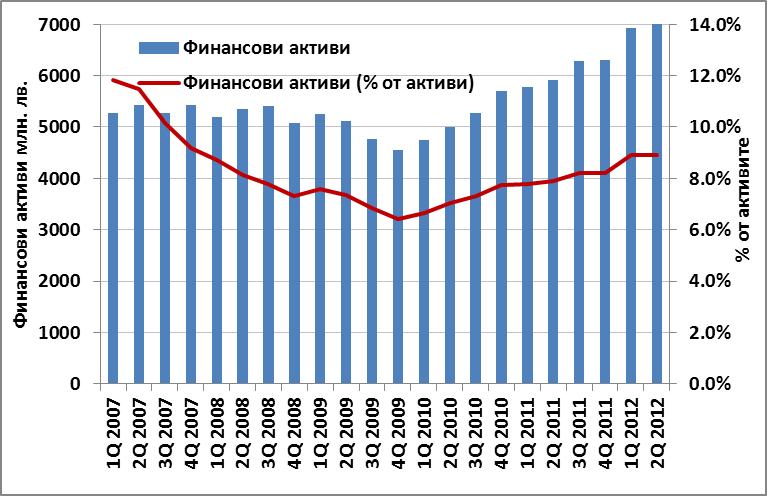 Финансови активи млн. лв.
7000
6000
5000
4000
3000
2000
1000
0
Финансови активи
Финансови активи (% от активи)
14.0%
12.0%
10.0%
8.0%
6.0%
4.0%
2.0%
0.0%
% от активите
1Q 2007
2Q 2007
3Q 2007
4Q 2007
1Q 2008
2Q 2008
3Q 2008
4Q 2008
1Q 2009
2Q 2009
3Q 2009
4Q 2009
1Q 2010
2Q 2010
3Q 2010
4Q 2010
1Q 2011
2Q 2011
3Q 2011
4Q 2011
1Q 2012
2Q 2012